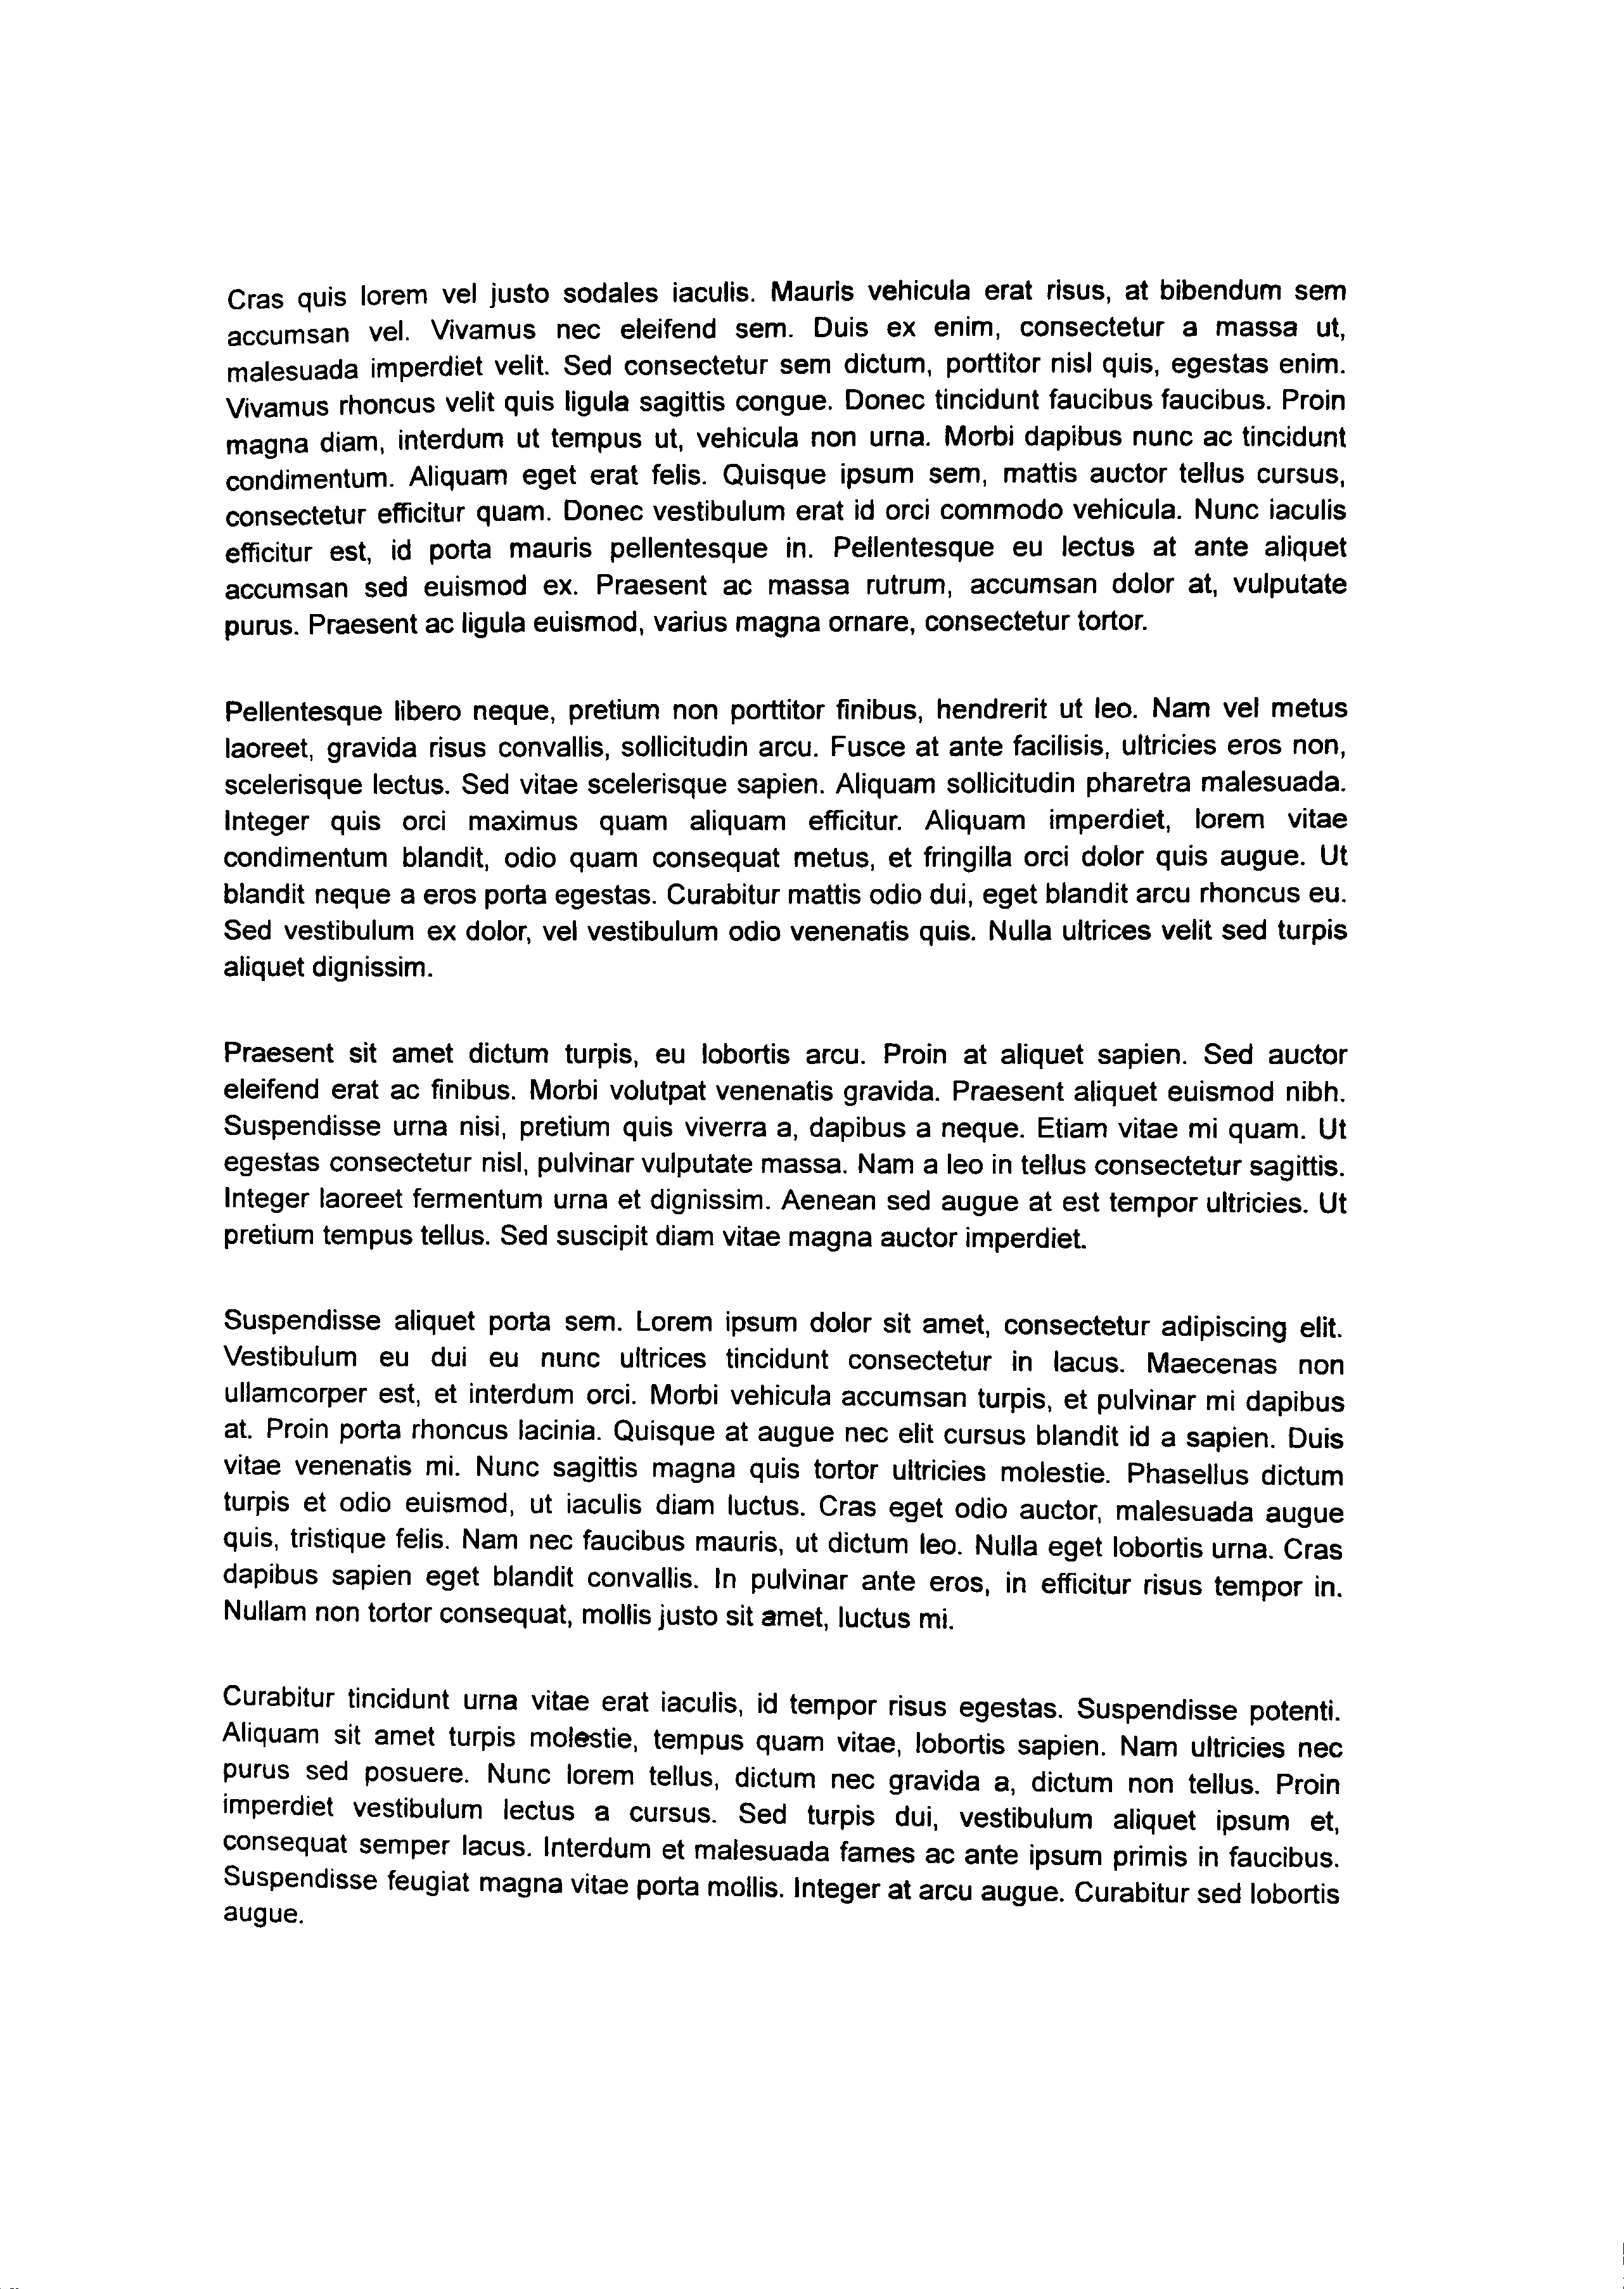 Cras quis lorem vel justo sodales iaculis. Mauris vehicula erat risus, at bibendum sem
accumsan vel. Vivamus nec eleifend sem. Duis ex enim, consectetur a massa ut,
malesuada imperdiet velit. Sed consectetur sem dictum, porttitor nisl quis, egestas enim.
Vivamus rhoncus velit quis ligula sagittis congue. Donec tincidunt faucibus faucibus. Proin
magna diam, interdum ut tempus ut, vehicula non urna. Morbi dapibus nunc ac tincidunt
condimentum. Aliquam eget erat felis. Quisque ipsum sem, mattis auctor tellus cursus,
consectetur efficitur quam. Donec vestibulum erat id orci commodo vehicula. Nunc iaculis
efficitur est, id porta mauris pellentesque in. Pellentesque eu lectus at ante aliquet
accumsan sed euismod ex. Praesent ac massa rutrum, accumsan dolor at, vulputate
purus. Praesent ac ligula euismod, varius magna ornare, consectetur tortor.

Pellentesque libero neque, pretium non porttitor finibus, hendrerit ut leo. Nam vel metus
laoreet, gravida risus convallis, sollicitudin arcu. Fusce at ante facilisis, ultricies eros non,
scelerisque lectus. Sed vitae scelerisque sapien. Aliquam sollicitudin pharetra malesuada.
Integer quis orci maximus quam aliquam efficitur. Aliquam imperdiet, lorem vitae
condimentum blandit, odio quam consequat metus, et fringilla orci dolor quis augue. Ut
blandit neque a eros porta egestas. Curabitur mattis odio dui, eget blandit arcu rhoncus eu.
Sed vestibulum ex dolor, vel vestibulum odio venenatis quis. Nulla ultrices velit sed turpis
aliquet dignissim.

Praesent sit amet dictum turpis, eu lobortis arcu. Proin at aliquet sapien. Sed auctor
eleifend erat ac finibus. Morbi volutpat venenatis gravida. Praesent aliquet euismod nibh.
Suspendisse urna nisi, pretium quis viverra a, dapibus a neque. Etiam vitae mi quam. Ut
egestas consectetur nisl, pulvinar vulputate massa. Nam a leo in tellus consectetur sagittis.
Integer laoreet fermentum urna et dignissim. Aenean sed augue at est tempor ultricies. Ut
pretium tempus tellus. Sed suscipit diam vitae magna auctor imperdiet.

Suspendisse aliquet porta sem. Lorem ipsum dolor sit amet, consectetur adipiscing elit.
Vestibulum eu dui eu nunc ultrices tincidunt consectetur in lacus. Maecenas non
ullamcorper est, et interdum orci. Morbi vehicula accumsan turpis, et pulvinar mi dapibus
at. Proin porta rhoncus lacinia. Quisque at augue nec elit cursus blandit id a sapien. Duis
vitae venenatis mi. Nunc sagittis magna quis tortor ultricies molestie. Phasellus dictum
turpis et odio euismod, ut iaculis diam luctus. Cras eget odio auctor, malesuada augue
quis, tristique felis. Nam nec faucibus mauris, ut dictum leo. Nulla eget lobortis urna. Cras
dapibus sapien eget blandit convallis. In pulvinar ante eros, in efficitur risus tempor in.
Nullam non tortor consequat, mollis justo sit amet, luctus mi.

Curabitur tincidunt urna vitae erat iaculis, id tempor risus egestas. Suspendisse potenti.
Aliquam sit amet turpis molestie, tempus quam vitae, lobortis sapien. Nam ultricies nec
purus sed posuere. Nunc lorem tellus, dictum nec gravida a, dictum non tellus. Proin
imperdiet vestibulum lectus a cursus. Sed turpis dui, vestibulum aliquet ipsum et,
consequat semper lacus. Interdum et malesuada fames ac ante ipsum primis in faucibus.
Suspendisse feugiat magna vitae porta mollis. Integer at arcu augue. Curabitur sed lobortis
augue.